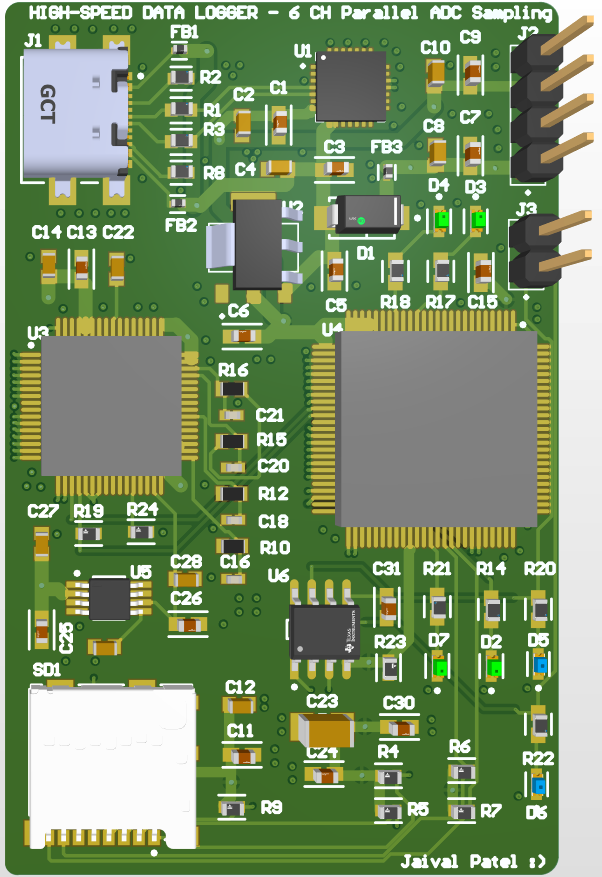 HIGH-SPEED DATA LOGGER - 6 CH Parallel ADC Sampling
J1
FB1
U1
C10
C9
J2
R2
GCT
R1
C2
C1
R3
C8
C7
C4
C3
FB3
R8
D4
D3
FB2
U2
J3
C14
C13
C22
D1
C5
R18
R17
C15
C6
U3
U4
R16
C21
R15
C20
R12
C18
R10
C27
R19
R24
C28
C16
U5
U6
C31
R21
R14
R20
C26
C25
TEXAS
INSTRUMENTS
R23
D7
D2
D5
SD1
C12
C23
C30
C11
C24
R4
R6
R22
R9
R5
R7
D6
Jaival Patel :)